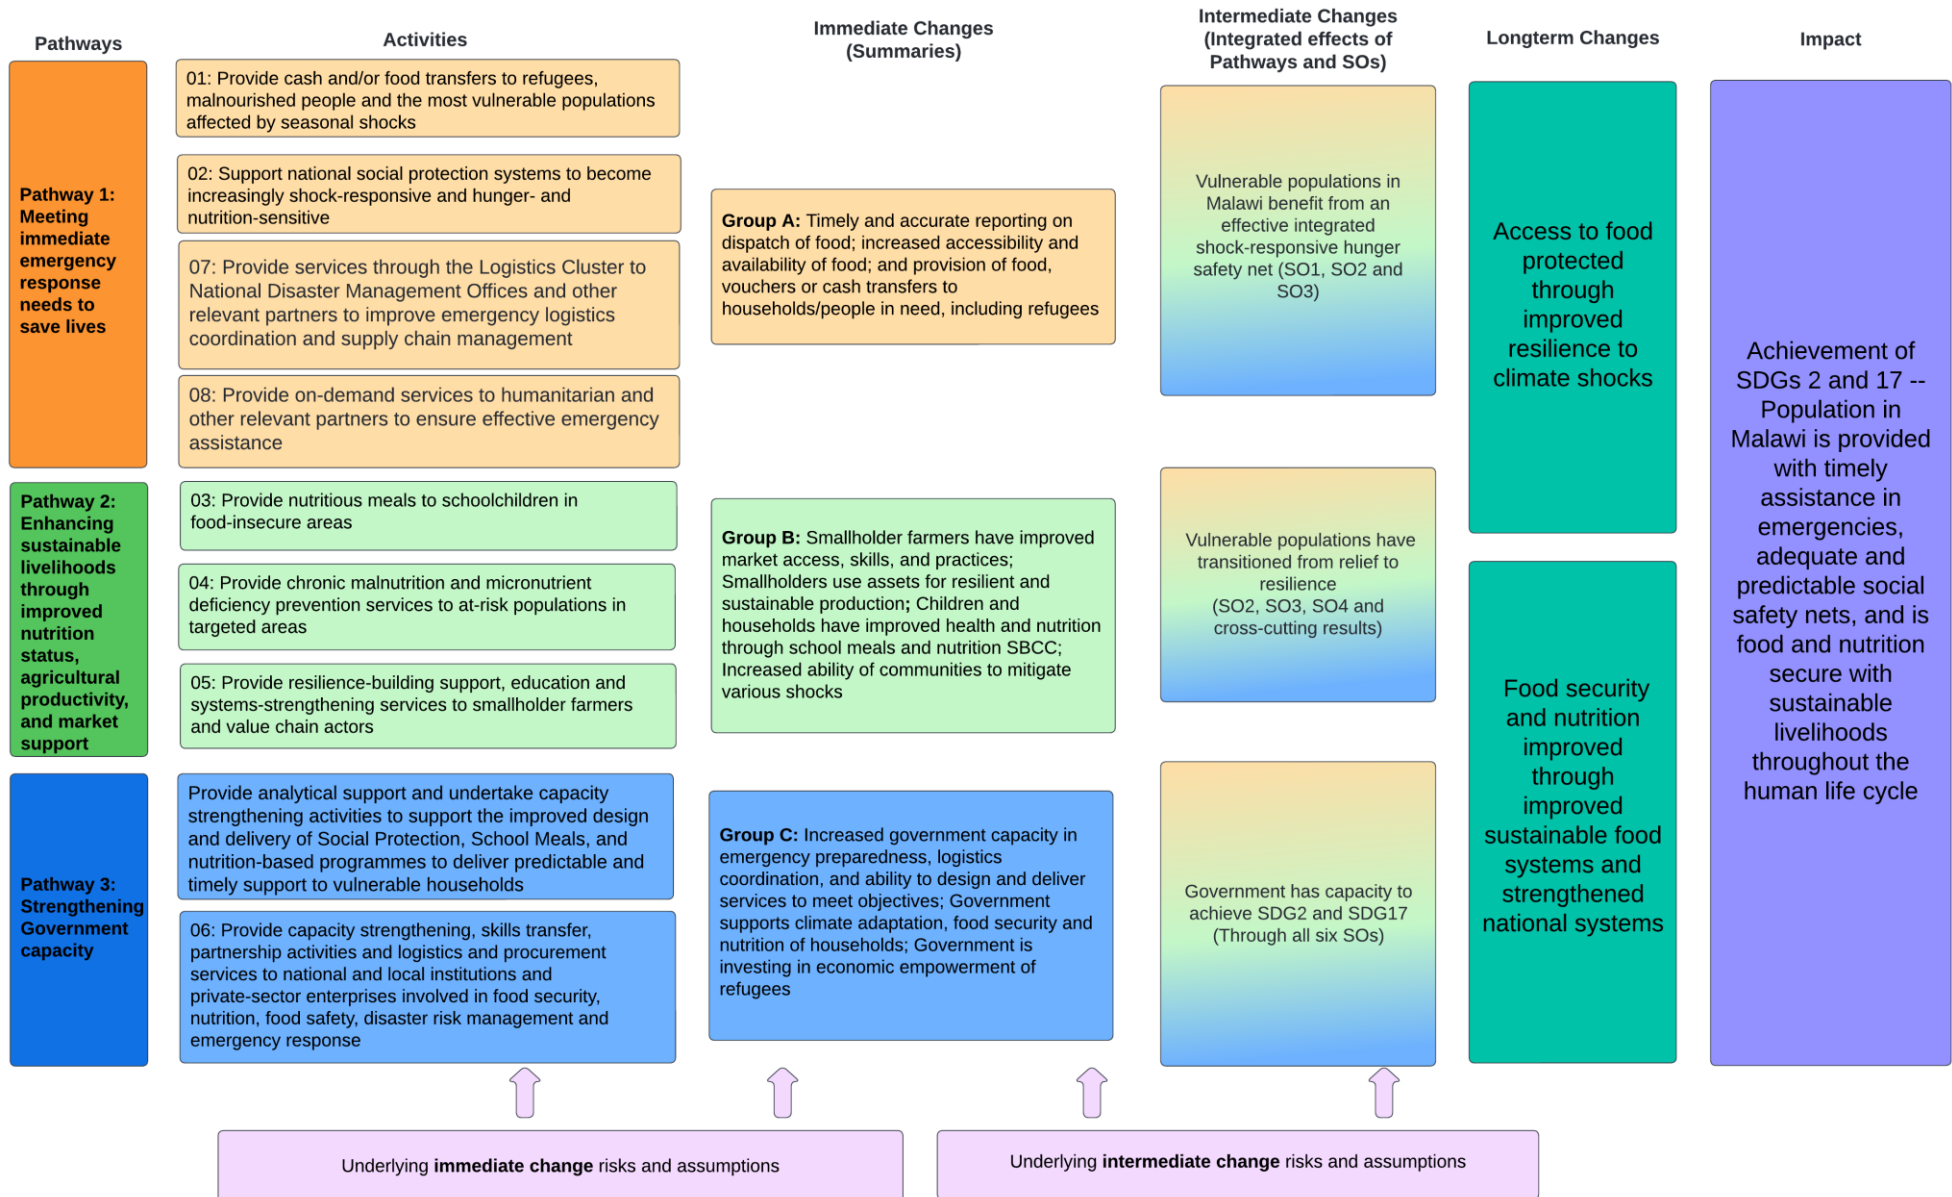 Pathways
Activities
Immediate Changes
(Summaries)
Intermediate Changes
(Integrated effects of
Pathways and SOs)
Longterm Changes
Impact
Pathway 1:
Meeting
immediate
emergency
response
needs to
save lives
01: Provide cash and/or food transfers to refugees,
malnourished people and the most vulnerable populations
affected by seasonal shocks
02: Support national social protection systems to become
increasingly shock-responsive and hunger- and
nutrition-sensitive
07: Provide services through the Logistics Cluster to
National Disaster Management Offices and other
relevant partners to improve emergency logistics
coordination and supply chain management
08: Provide on-demand services to humanitarian and
other relevant partners to ensure effective emergency
assistance
Group A: Timely and accurate reporting on
dispatch of food; increased accessibility and
availability of food; and provision of food,
vouchers or cash transfers to
households/people in need, including refugees
Vulnerable populations in
Malawi benefit from an
effective integrated
shock-responsive hunger
safety net (SO1, SO2 and
SO3)
Access to food
protected
through
improved
resilience to
climate shocks
Achievement of
SDGs 2 and 17 --
Population in
Malawi is provided
with timely
assistance in
emergencies,
adequate and
predictable social
safety nets, and is
food and nutrition
secure with
sustainable
livelihoods
throughout the
human life cycle
Pathway 2:
Enhancing
sustainable
livelihoods
through
improved
nutrition
status,
agricultural
productivity,
and market
support
03: Provide nutritious meals to schoolchildren in
food-insecure areas
04: Provide chronic malnutrition and micronutrient
deficiency prevention services to at-risk populations in
targeted areas
05: Provide resilience-building support, education and
systems-strengthening services to smallholder farmers
and value chain actors
Group B: Smallholder farmers have improved
market access, skills, and practices;
Smallholders use assets for resilient and
sustainable production; Children and
households have improved health and nutrition
through school meals and nutrition SBCC;
Increased ability of communities to mitigate
various shocks
Vulnerable populations have
transitioned from relief to
resilience
(SO2, SO3, SO4 and
cross-cutting results)
Food security
and nutrition
improved
through
improved
sustainable food
systems and
strengthened
national systems
Pathway 3:
Strengthening
Government
capacity
Provide analytical support and undertake capacity
strengthening activities to support the improved design
and delivery of Social Protection, School Meals, and
nutrition-based programmes to deliver predictable and
timely support to vulnerable households
06: Provide capacity strengthening, skills transfer,
partnership activities and logistics and procurement
services to national and local institutions and
private-sector enterprises involved in food security,
nutrition, food safety, disaster risk management and
emergency response
Group C: Increased government capacity in
emergency preparedness, logistics
coordination, and ability to design and deliver
services to meet objectives; Government
supports climate adaptation, food security and
nutrition of households; Government is
investing in economic empowerment of
refugees
Government has capacity to
achieve SDG2 and SDG17
(Through all six SOs)
Underlying immediate change risks and assumptions
Underlying intermediate change risks and assumptions